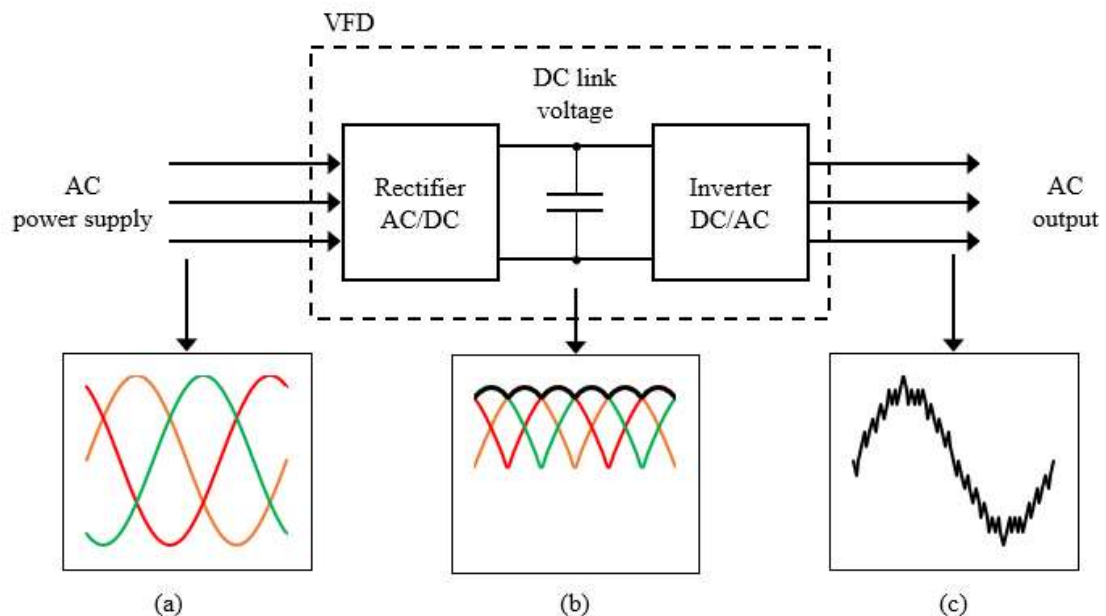 VFD
DC link
voltage
AC
power supply
Rectifier
AC/DC
Inverter
DC/AC
AC
output
(a)
(b)
(c)